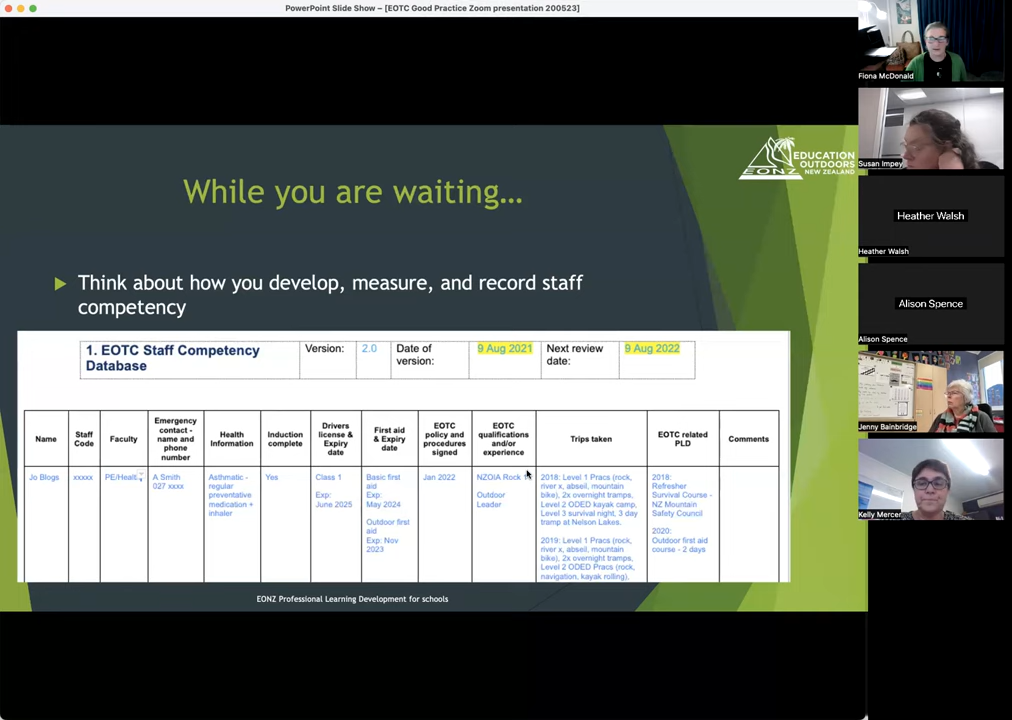 PowerPoint Slide Show – [EOTC Good Practice Zoom presentation 200523]
Fiona McDonald
Susan Impey
Heather Walsh
Heather Walsh
Alison Spence
Alison Spence
Jenny Bainbridge
Kelly Mercer
EDUCATION
OUTDOORS
NEW ZEALAND
EONZ
While you are waiting…
Think about how you develop, measure, and record staff
competency
1. EOTC Staff Competency
Database
Version:
2.0
Date of
version:
9 Aug 2021
Next review
date:
9 Aug 2022
Name
Staff
Code
Faculty
Emergency
contact -
name and
phone
number
Health
Information
Induction
complete
Drivers
license &
Expiry
date
First aid
& Expiry
date
EOTC
policy and
procedures
signed
EOTC
qualifications
and/or
experience
Trips taken
EOTC related
PLD
Comments
Jo Blogs
xxxxx
PE/Healt
A Smith
027 xxxx
Asthmatic -
regular
preventative
medication +
inhaler
Yes
Class 1
Exp:
June 2025
Basic first
aid
Exp:
May 2024
Outdoor first
aid
Exp: Nov
2023
Jan 2022
NZOIA Rock
Outdoor
Leader
2018: Level 1 Pracs (rock,
river x, abseil, mountain
bike), 2x overnight tramps,
Level 2 ODED kayak camp,
Level 3 survival night, 3 day
tramp at Nelson Lakes.
2019: Level 1 Pracs (rock,
river x, abseil, mountain
bike), 2x overnight tramps,
Level 2 ODED Pracs (rock,
navigation, kayak rolling),
2018:
Refresher
Survival Course -
NZ Mountain
Safety Council
2020:
Outdoor first aid
course - 2 days
EONZ Professional Learning Development for schools